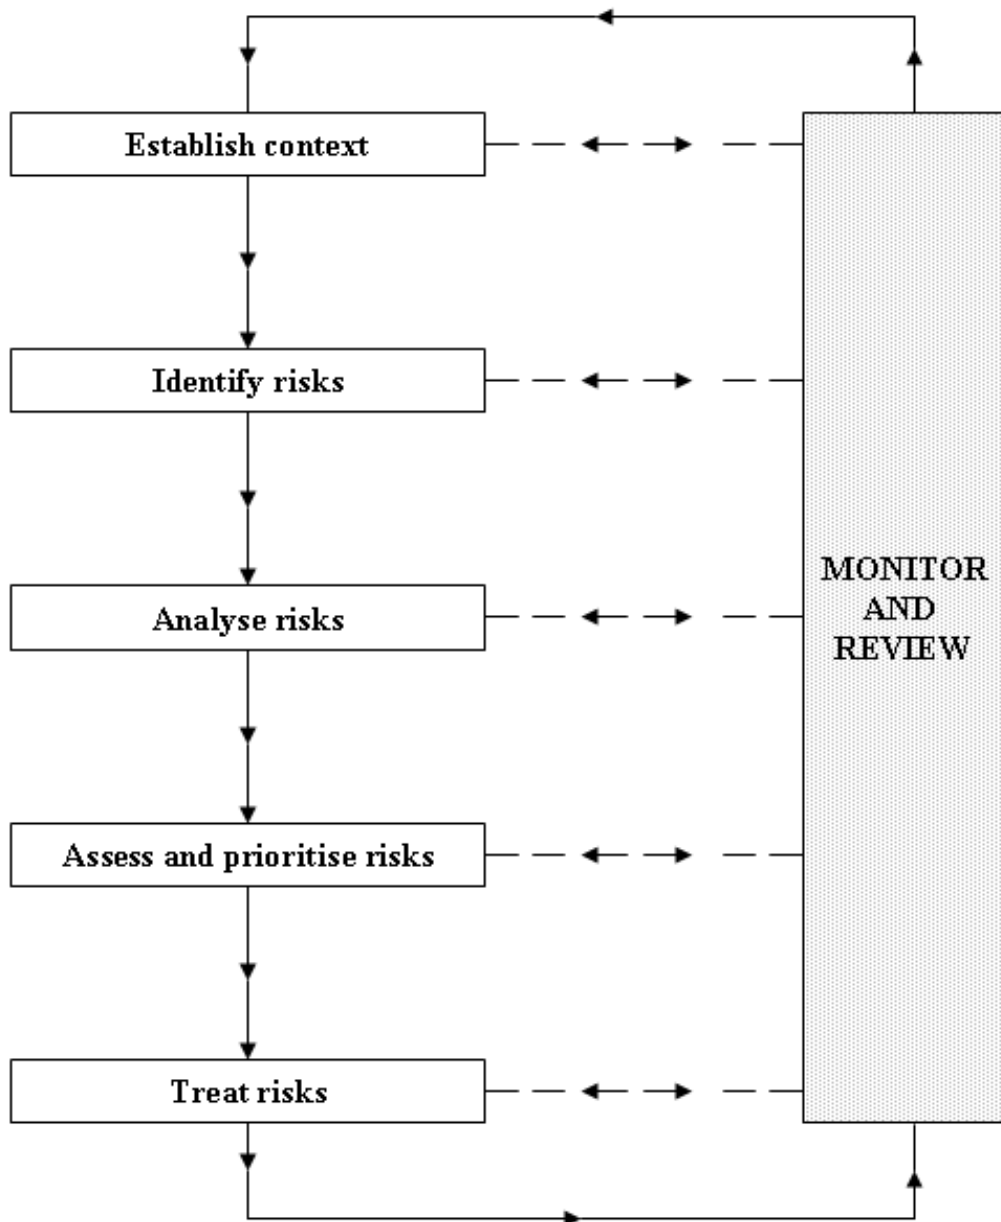 Establish context
Identify risks
Analyse risks
Assess and prioritise risks
Treat risks
MONITOR
AND
REVIEW